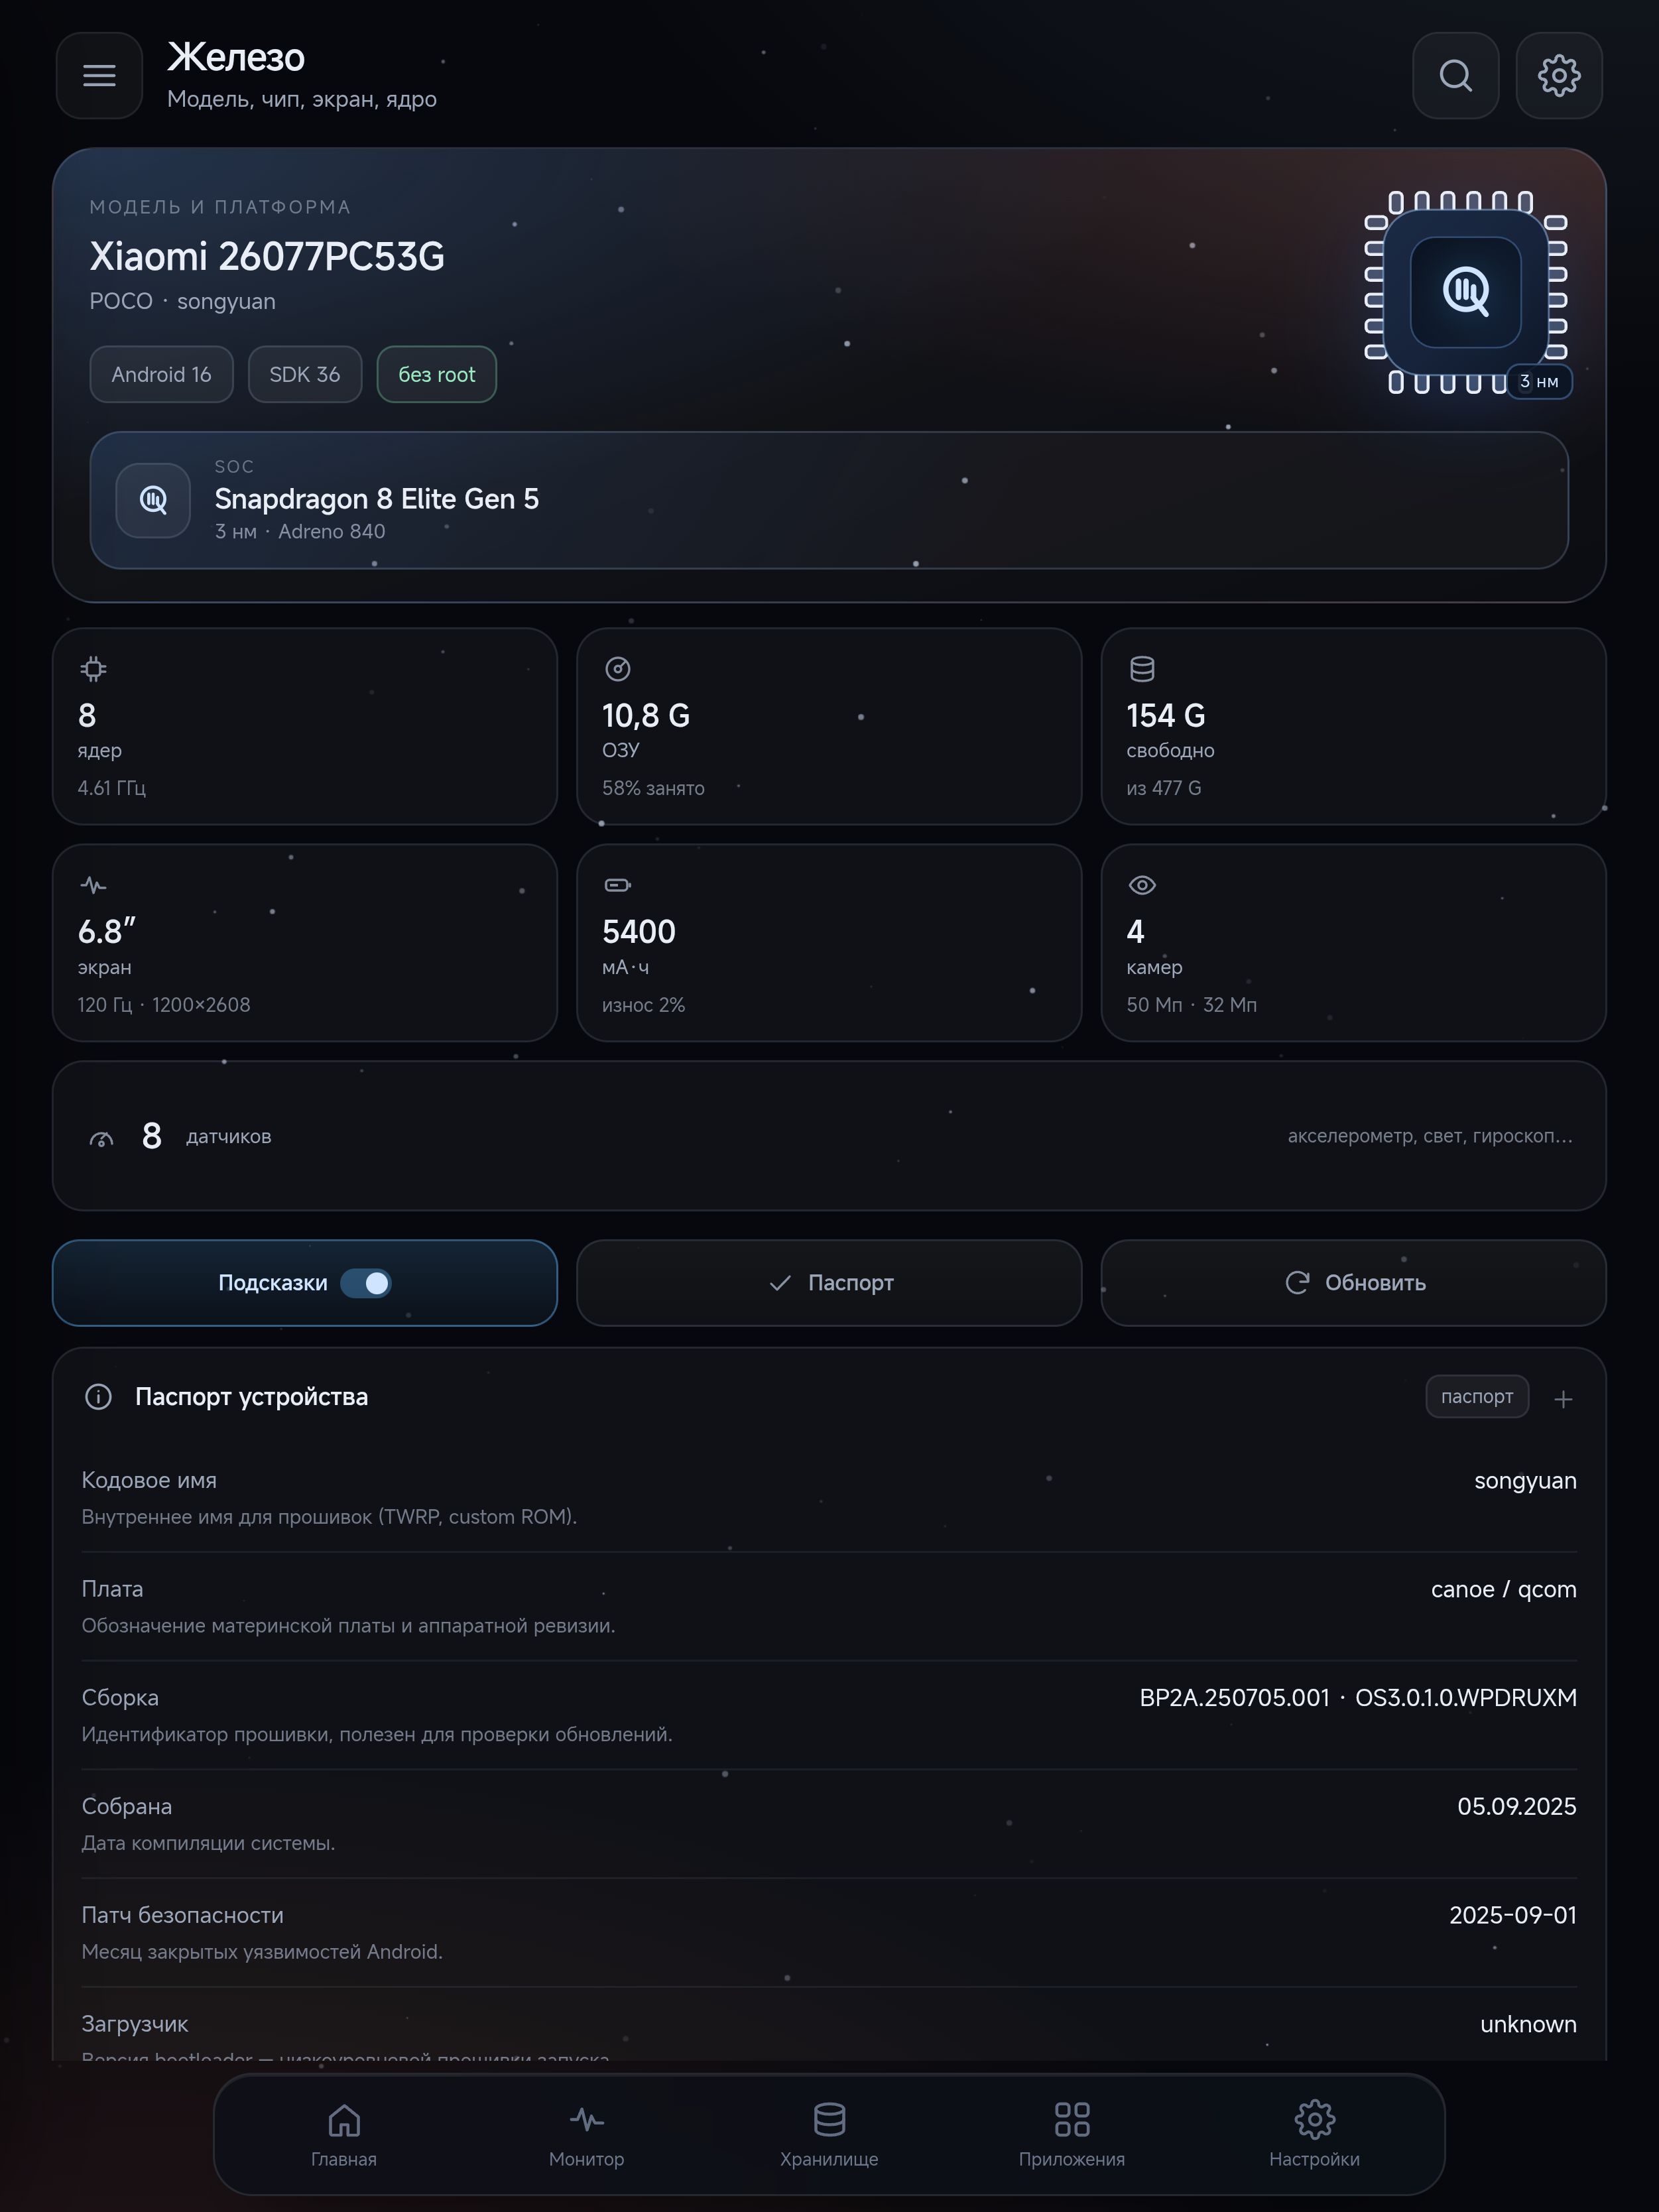 Железо
Модель, чип, экран, ядро
МОДЕЛЬ И ПЛАТФОРМА
Xiaomi 26077PC53G
POCO · songyuan
Android 16
SDK 36
без root
3 нм
SOC
Snapdragon 8 Elite Gen 5
3 нм · Adreno 840
8
ядер
4.61 ГГц
10,8 G
ОЗУ
58% занято
154 G
свободно
из 477 G
6.8″
экран
120 Гц · 1200×2608
5400
мА·ч
износ 2%
4
камер
50 Мп · 32 Мп
8 датчиков
акселерометр, свет, гироскоп...
Подсказки
Паспорт
Обновить
Паспорт устройства
паспорт
Кодовое имя
songyuan
Внутреннее имя для прошивок (TWRP, custom ROM).
Плата
canoe / qcom
Обозначение материнской платы и аппаратной ревизии.
Сборка
BP2A.250705.001 · OS3.0.1.0.WPDRUXM
Идентификатор прошивки, полезен для проверки обновлений.
Собрана
05.09.2025
Дата компиляции системы.
Патч безопасности
2025-09-01
Месяц закрытых уязвимостей Android.
Загрузчик
unknown
Версия bootloader — низкоуровневой прошивки запуска.
Главная
Монитор
Хранилище
Приложения
Настройки